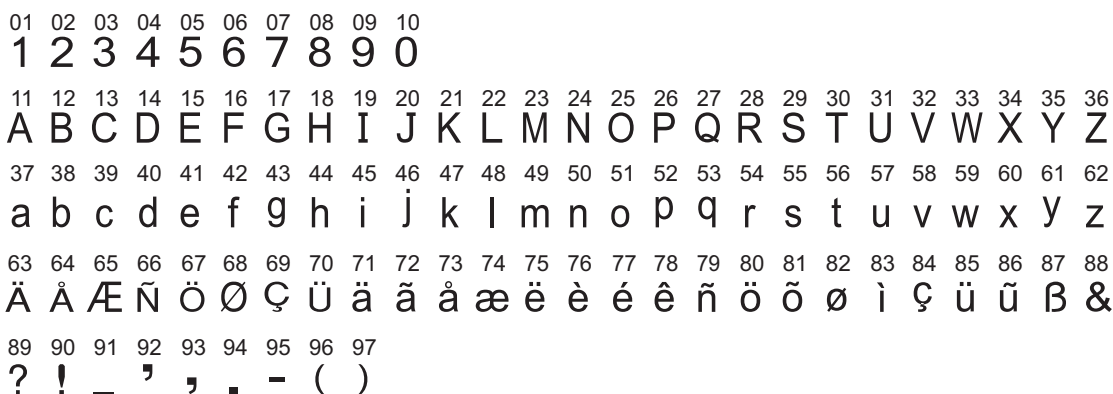 01 02 03 04 05 06 07 08 09 10
1 2 3 4 5 6 7 8 9 0
11 12 13 14 15 16 17 18 19 20 21 22 23 24 25 26 27 28 29 30 31 32 33 34 35 36
A B C D E F G H I J K L M N O P Q R S T U V W X Y Z
37 38 39 40 41 42 43 44 45 46 47 48 49 50 51 52 53 54 55 56 57 58 59 60 61 62
a b c d e f g h i j k l m n o p q r s t u v w x y z
63 64 65 66 67 68 69 70 71 72 73 74 75 76 77 78 79 80 81 82 83 84 85 86 87 88
Ä Å Æ Ñ Ö Ø Ç Ü ä ã å æ ë è é ê ñ ö õ ø ì ç ü ũ ß &
89 90 91 92 93 94 95 96 97
? ! _ ’ , . - ( )